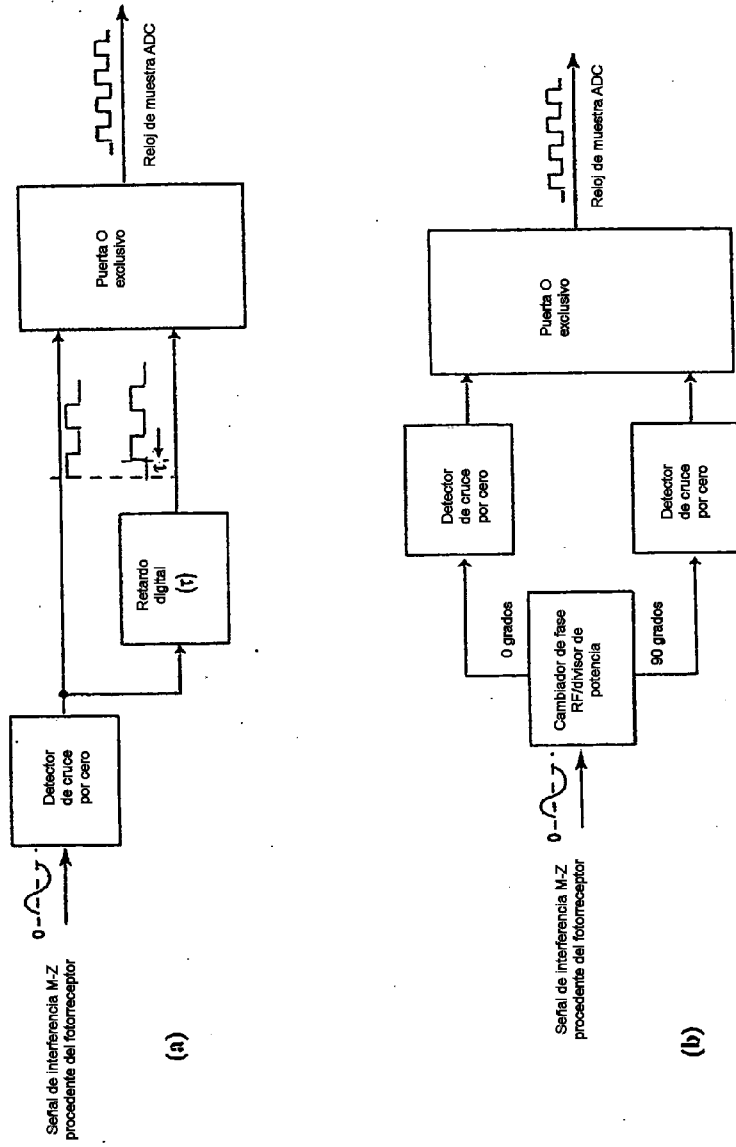 Señal de interferencia M-Z
procedente del fotorreceptor
0
Detector
de cruce
por cero
Retardo
digital
(τ)
τ
Puerta O
exclusivo
Reloj de muestra ADC
(a)
Señal de interferencia M-Z
procedente del fotorreceptor
0
Cambiador de fase
RF/divisor de
potencia
0 grados
90 grados
Detector
de cruce
por cero
Detector
de cruce
por cero
Puerta O
exclusivo
Reloj de muestra ADC
(b)